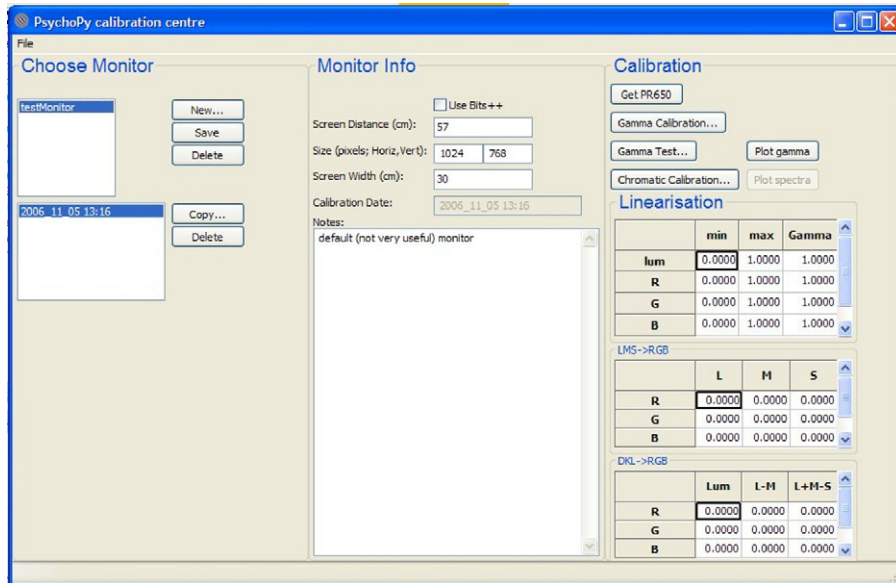 PsychoPy calibration centre
File
Choose Monitor
testMonitor
New...
Save
Delete
2006_11_05 13:16
Copy...
Delete
Monitor Info
Use Bits++
Screen Distance (cm): 57
Size (pixels; Horiz,Vert): 1024 768
Screen Width (cm): 30
Calibration Date: 2006_11_05 13:16
Notes:
default (not very useful) monitor
Calibration
Get PR650
Gamma Calibration...
Gamma Test... Plot gamma
Chromatic Calibration... Plot spectra
Linearisation
min max Gamma
lum 0.0000 1.0000 1.0000
R 0.0000 1.0000 1.0000
G 0.0000 1.0000 1.0000
B 0.0000 1.0000 1.0000
LMS->RGB
L M S
R 0.0000 0.0000 0.0000
G 0.0000 0.0000 0.0000
B 0.0000 0.0000 0.0000
DKL->RGB
Lum L-M L+M-S
R 0.0000 0.0000 0.0000
G 0.0000 0.0000 0.0000
B 0.0000 0.0000 0.0000